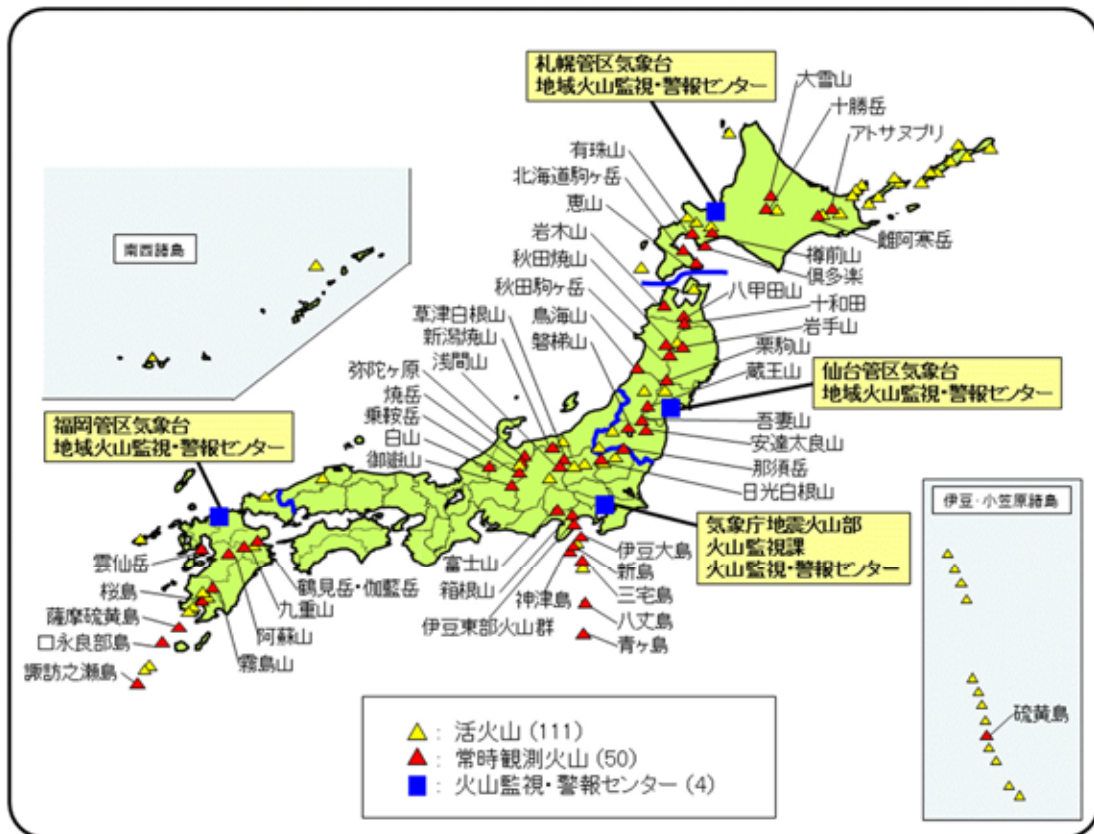 札幌管区気象台
地域火山監視・警報センター
大雪山
十勝岳
アトサヌプリ
有珠山
北海道駒ヶ岳
恵山
岩木山
秋田焼山
秋田駒ヶ岳
鳥海山
磐梯山
草津白根山
新潟焼山
浅間山
弥陀ヶ原
焼岳
乗鞍岳
白山
御嶽山
雌阿寒岳
樽前山
倶多楽
八甲田山
十和田
岩手山
栗駒山
蔵王山
仙台管区気象台
地域火山監視・警報センター
吾妻山
安達太良山
那須岳
日光白根山
南西諸島
福岡管区気象台
地域火山監視・警報センター
気象庁地震火山部
火山監視課
火山監視・警報センター
伊豆・小笠原諸島
硫黄島
雲仙岳
桜島
薩摩硫黄島
口永良部島
諏訪之瀬島
鶴見岳・伽藍岳
九重山
阿蘇山
霧島山
富士山
箱根山
伊豆東部火山群
伊豆大島
新島
神津島
三宅島
八丈島
青ヶ島
：活火山（111）
：常時観測火山（50）
：火山監視・警報センター（4）